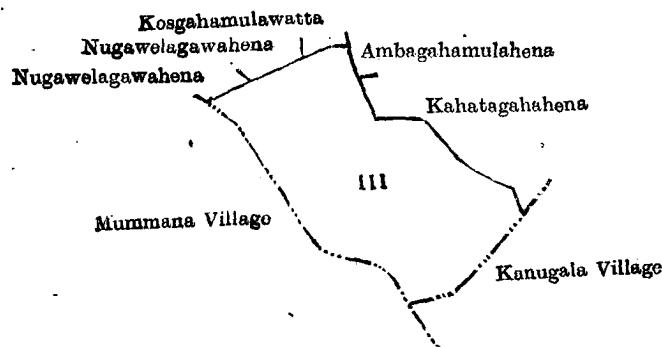 Kosgahamulawatta
Nugawelagawahena
Nugawelagawahena
Ambagahamulahena
Kahatagahahena
III
Mummana Village
Kanugala Village